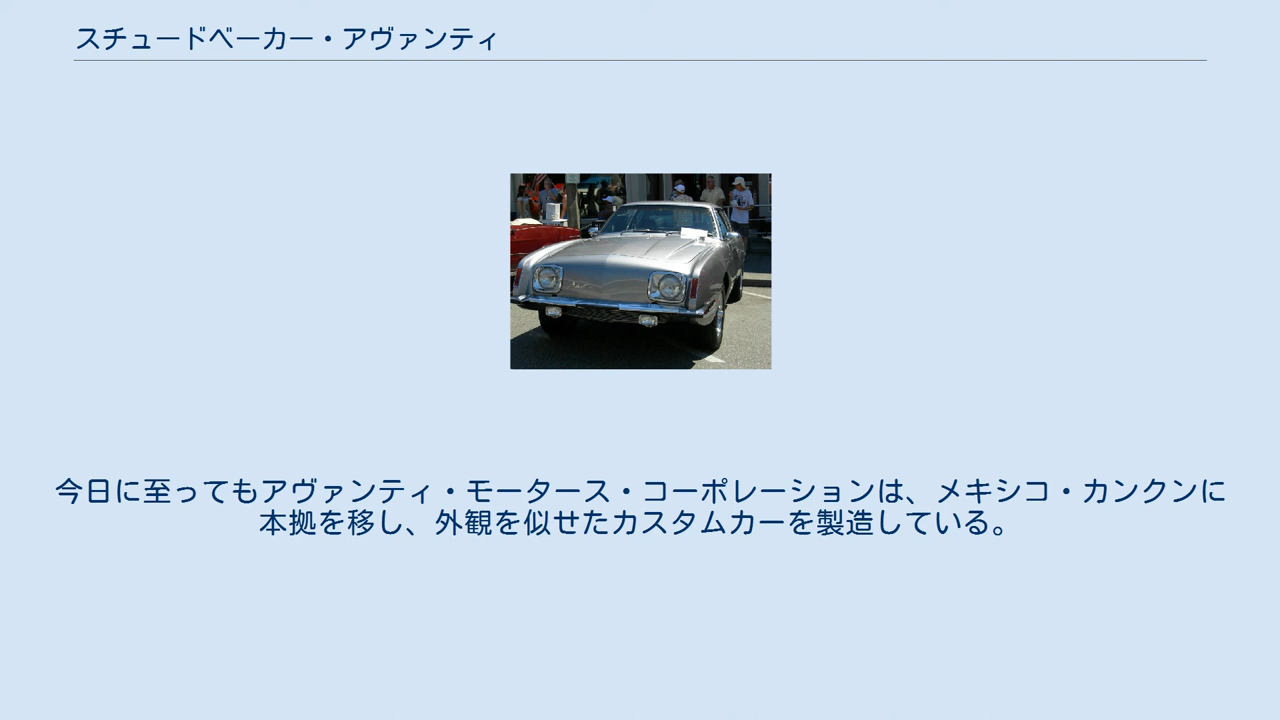 スチュードベーカー・アヴァンティ
今日に至ってもアヴァンティ・モータース・コーポレーションは、メキシコ・カンクンに
本拠を移し、外観を似せたカスタムカーを製造している。